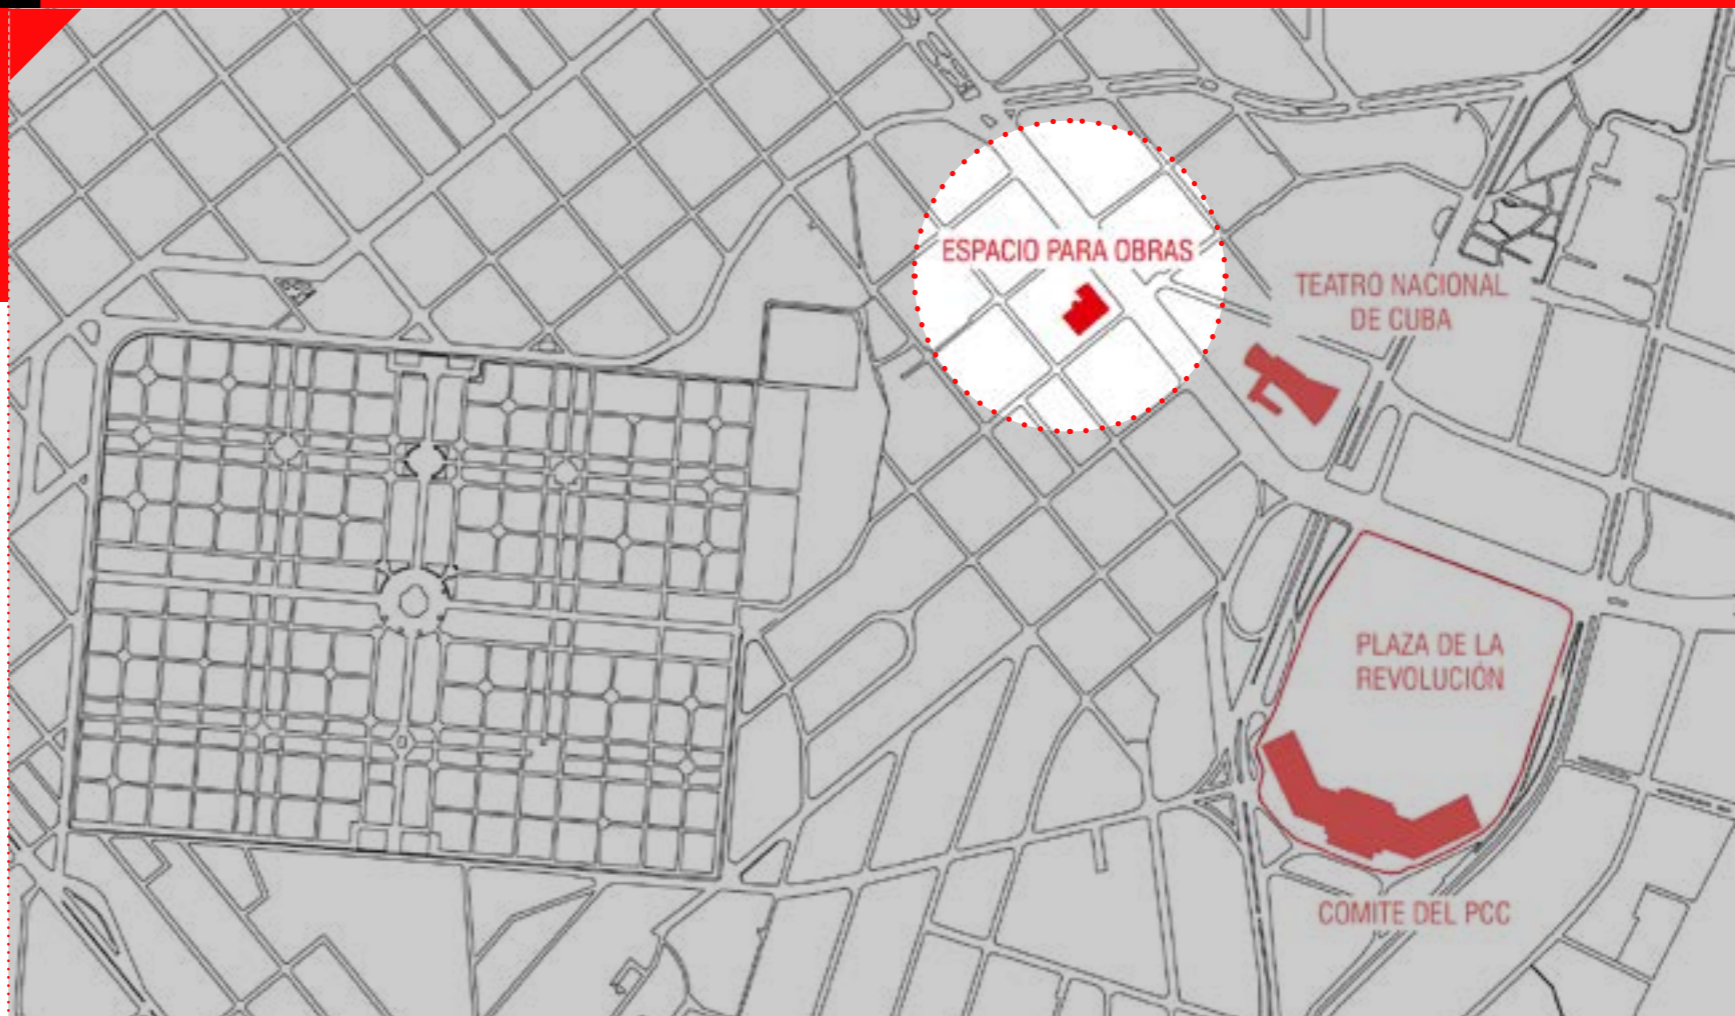 ESPACIO PARA OBRAS
TEATRO NACIONAL
DE CUBA
PLAZA DE LA
REVOLUCIÓN
COMITE DEL PCC